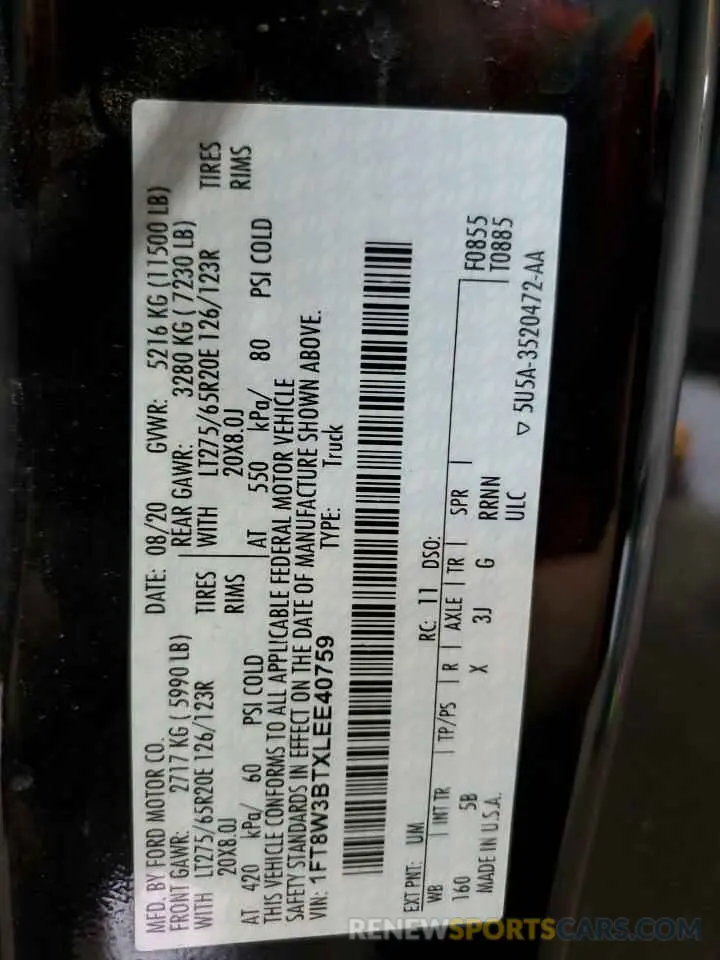 MFD. BY FORD MOTOR CO.
DATE: 08/20 GVWR: 5216 KG (11500 LB)
FRONT GAWR: 2717 KG ( 5990 LB)
REAR GAWR: 3280 KG ( 7230 LB)
WITH LT275/65R20E 126/123R TIRES
WITH LT275/65R20E 126/123R TIRES
20X8.0J RIMS
20X8.0J RIMS
AT 420 kPa/ 60 PSI COLD
AT 550 kPa/ 80 PSI COLD
THIS VEHICLE CONFORMS TO ALL APPLICABLE FEDERAL MOTOR VEHICLE
SAFETY STANDARDS IN EFFECT ON THE DATE OF MANUFACTURE SHOWN ABOVE.
VIN: 1FT8W3BTXLEE40759 TYPE: Truck
EXT PNT: UM RC: 11 DSO:
WB INT TR TP/PS R AXLE TR SPR
160 5B X 3J G RRNN
F0855
T0885
MADE IN U.S.A. ULC
▽ 5U5A-3520472-AA
RENEWSPORTSCARS.COM